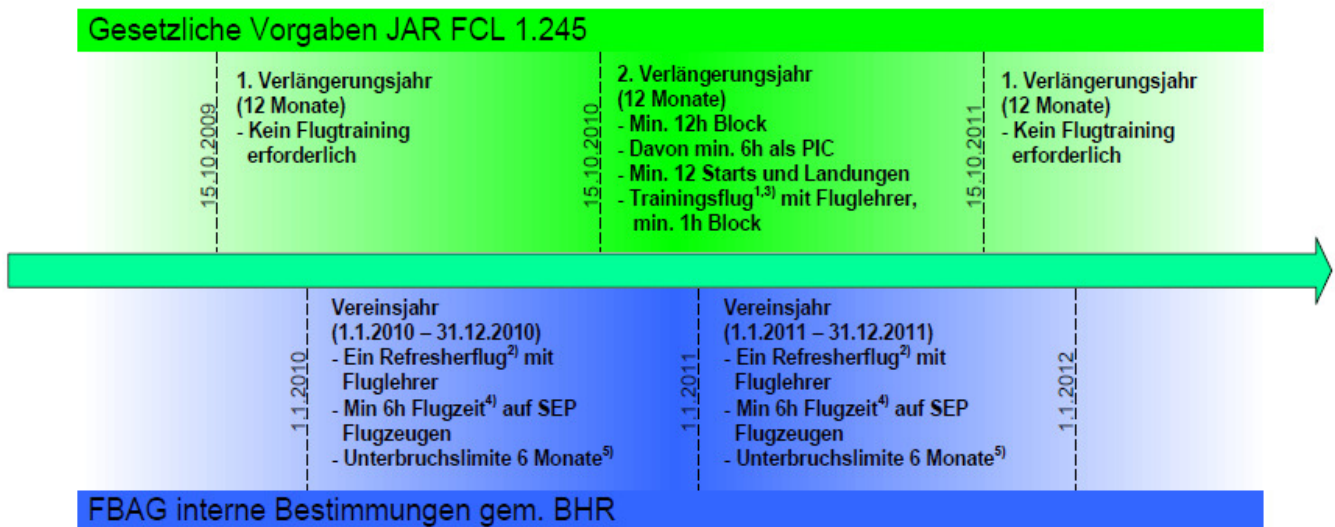 Gesetzliche Vorgaben JAR FCL 1.245
15.10.2009
1. Verlängerungsjahr
(12 Monate)
- Kein Flugtraining
erforderlich
15.10.2010
2. Verlängerungsjahr
(12 Monate)
- Min. 12h Block
- Davon min. 6h als PIC
- Min. 12 Starts und Landungen
- Trainingsflug1,3) mit Fluglehrer,
min. 1h Block
15.10.2011
1. Verlängerungsjahr
(12 Monate)
- Kein Flugtraining
erforderlich
1.1.2010
Vereinsjahr
(1.1.2010 – 31.12.2010)
- Ein Refresherflug2) mit
Fluglehrer
- Min 6h Flugzeit4) auf SEP
Flugzeugen
- Unterbruchslimite 6 Monate5)
1.1.2011
Vereinsjahr
(1.1.2011 – 31.12.2011)
- Ein Refresherflug2) mit
Fluglehrer
- Min 6h Flugzeit4) auf SEP
Flugzeugen
- Unterbruchslimite 6 Monate5)
1.1.2012
FBAG interne Bestimmungen gem. BHR